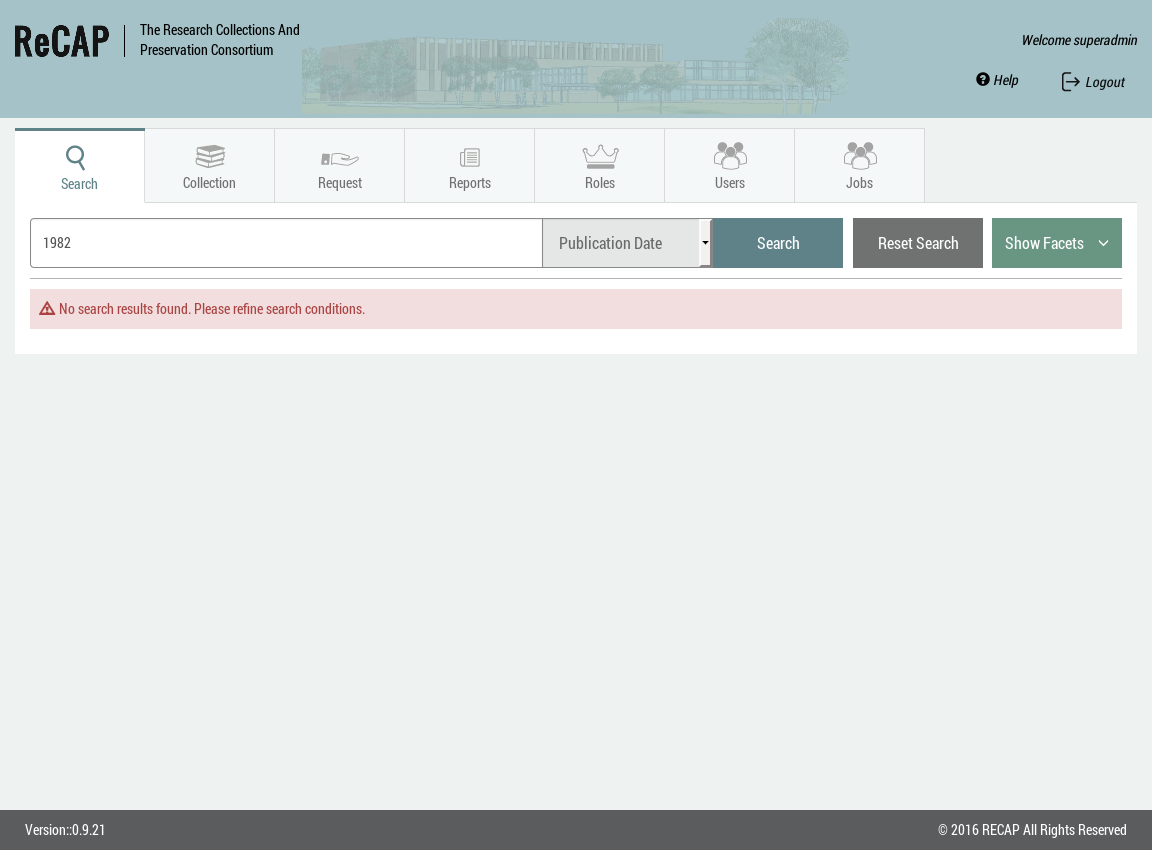 ReCAP
The Research Collections And
Preservation Consortium
Welcome superadmin
Help
Logout
Search
Collection
Request
Reports
Roles
Users
Jobs
1982
Publication Date
Search
Reset Search
Show Facets
No search results found. Please refine search conditions.
Version::0.9.21
© 2016 RECAP All Rights Reserved